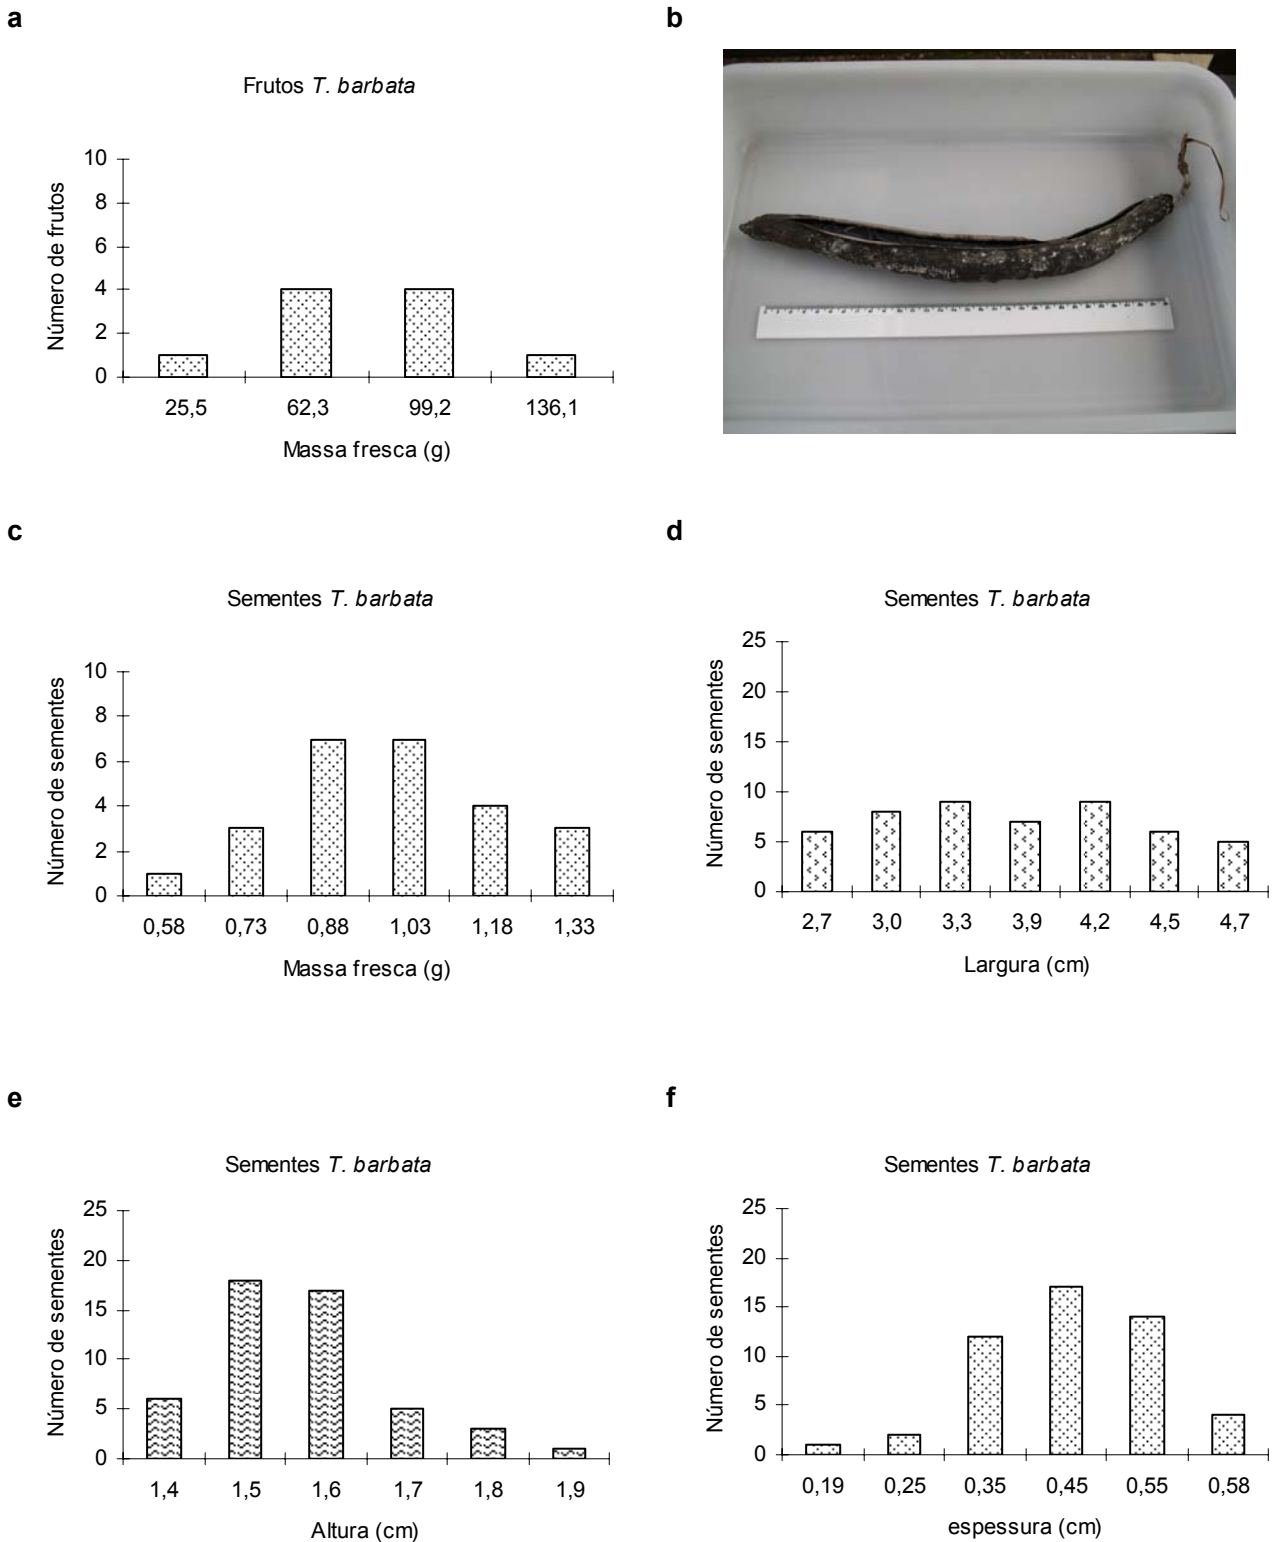 a
Frutos T. barbata
Número de frutos
10
8
6
4
2
0
25,5 62,3 99,2 136,1
Massa fresca (g)
b
c
Sementes T. barbata
Número de sementes
10
8
6
4
2
0
0,58 0,73 0,88 1,03 1,18 1,33
Massa fresca (g)
d
Sementes T. barbata
Número de sementes
25
20
15
10
5
0
2,7 3,0 3,3 3,9 4,2 4,5 4,7
Largura (cm)
e
Sementes T. barbata
Número de sementes
25
20
15
10
5
0
1,4 1,5 1,6 1,7 1,8 1,9
Altura (cm)
f
Sementes T. barbata
Número de sementes
25
20
15
10
5
0
0,19 0,25 0,35 0,45 0,55 0,58
espessura (cm)